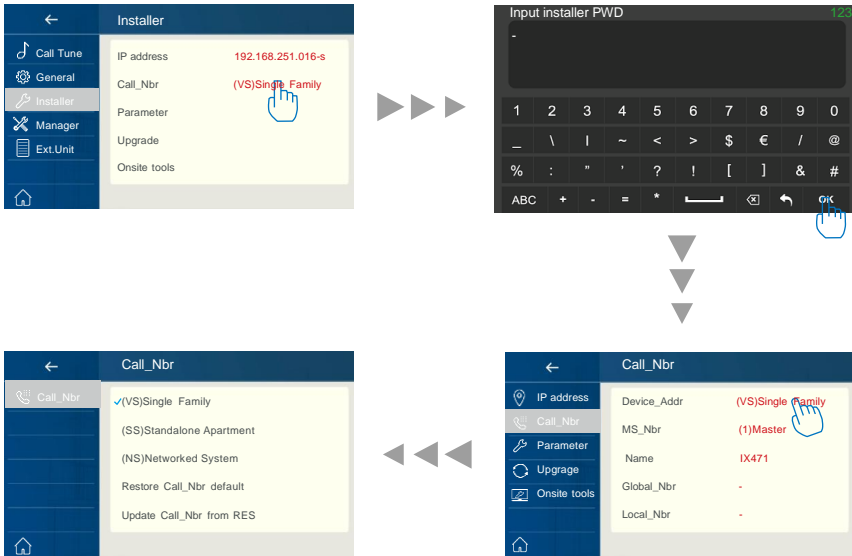 Installer
Call Tune
General
Installer
Manager
Ext.Unit
IP address 192.168.251.016-s
Call_Nbr (VS)Single Family
Parameter
Upgrade
Onsite tools
Input installer PWD 123
-
1 2 3 4 5 6 7 8 9 0
_ \ | ~ < > $ € / @
% : " ' ? ! [ ] & #
ABC + - = * OK
Call_Nbr
Call_Nbr
✓(VS)Single Family
(SS)Standalone Apartment
(NS)Networked System
Restore Call_Nbr default
Update Call_Nbr from RES
Call_Nbr
IP address
Call_Nbr
Parameter
Upgrage
Onsite tools
Device_Addr (VS)Single Family
MS_Nbr (1)Master
Name IX471
Global_Nbr -
Local_Nbr -